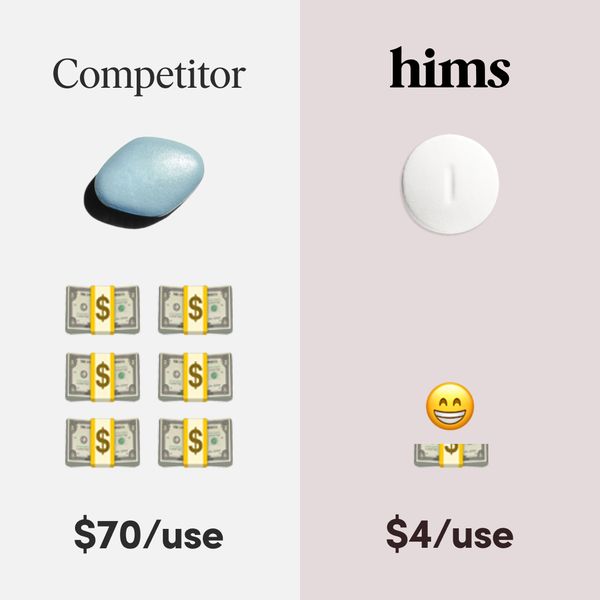 Competitor
hims
$ $
$ $
$ $
$
$70/use
$4/use